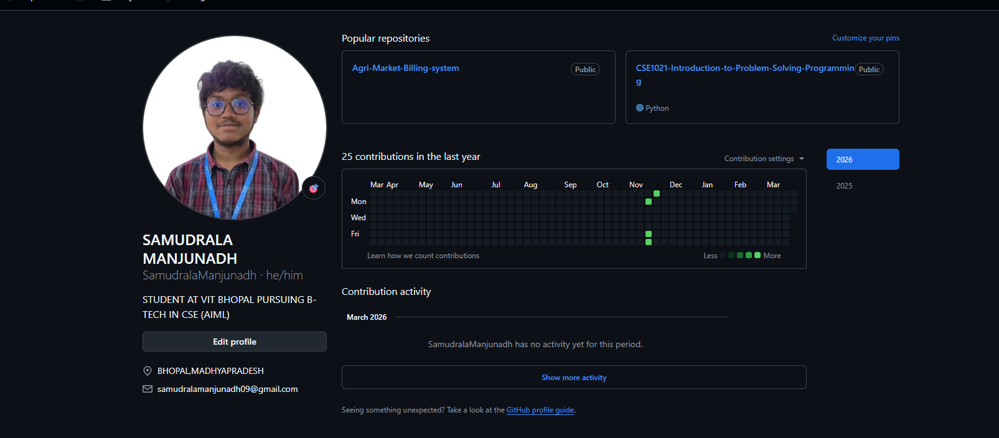 Popular repositories
Customize your pins
Agri-Market-Billing-system
Public
CSE1021-Introduction-to-Problem-Solving-Programmin
g
Public
Python
25 contributions in the last year
Contribution settings
2026
2025
Mar Apr May Jun Jul Aug Sep Oct Nov Dec Jan Feb Mar
Mon
Wed
Fri
Learn how we count contributions
Less
More
SAMUDRALA
MANJUNADH
SamudralaManjunadh · he/him
STUDENT AT VIT BHOPAL PURSUING B-
TECH IN CSE (AIML)
Edit profile
BHOPAL,MADHYAPRADESH
samudralamanjunadh09@gmail.com
Contribution activity
March 2026
SamudralaManjunadh has no activity yet for this period.
Show more activity
Seeing something unexpected? Take a look at the GitHub profile guide.